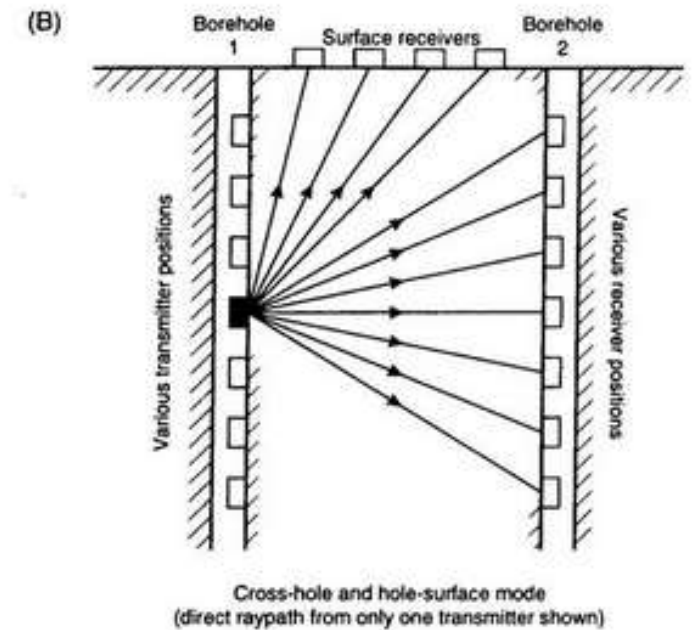 (B)
Borehole
1
Surface receivers
Borehole
2
Various transmitter positions
Various receiver positions
Cross-hole and hole-surface mode
(direct raypath from only one transmitter shown)